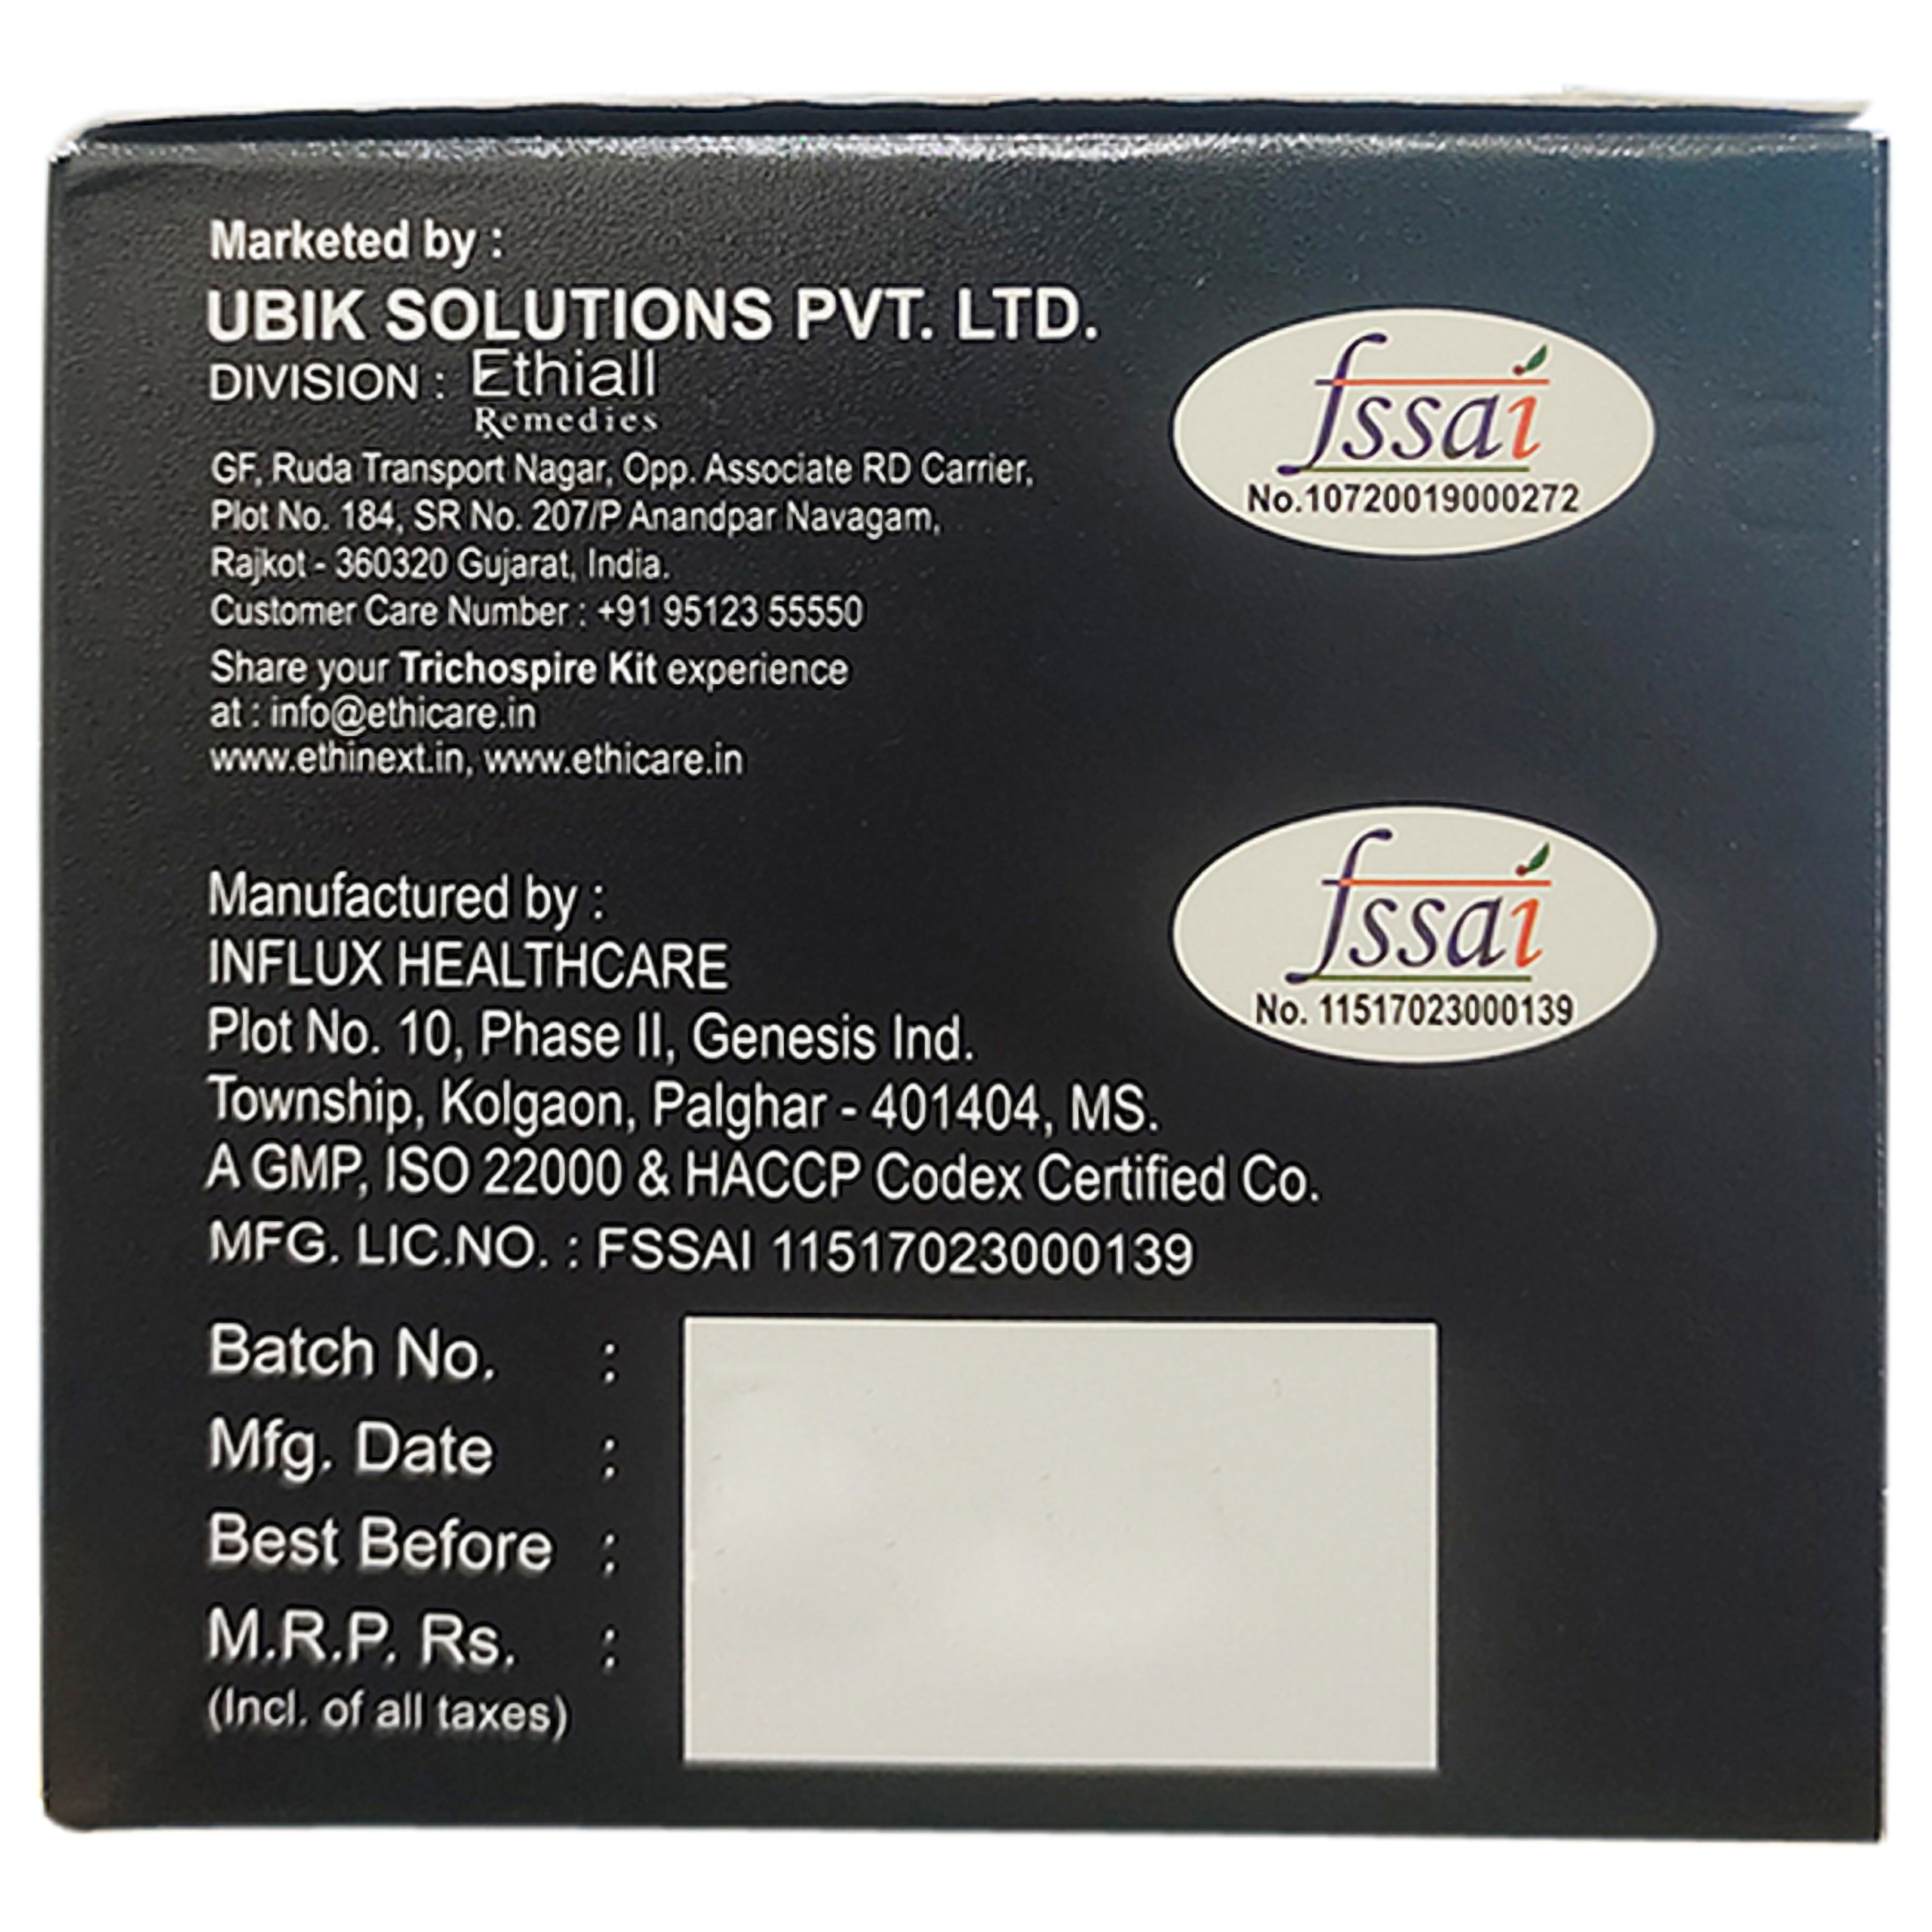 Marketed by :
UBIK SOLUTIONS PVT. LTD.
DIVISION : Ethiall
Remedies
GF, Ruda Transport Nagar, Opp. Associate RD Carrier,
Plot No. 184, SR No. 207/P Anandpar Navagam,
Rajkot - 360320 Gujarat, India.
Customer Care Number : +91 95123 55550
Share your Trichospire Kit experience
at : info@ethicare.in
www.ethinext.in, www.ethicare.in
fssai
No.10720019000272
Manufactured by :
INFLUX HEALTHCARE
Plot No. 10, Phase II, Genesis Ind.
Township, Kolgaon, Palghar - 401404, MS.
A GMP, ISO 22000 & HACCP Codex Certified Co.
MFG. LIC.NO. : FSSAI 11517023000139
fssai
No. 11517023000139
Batch No. :
Mfg. Date :
Best Before :
M.R.P. Rs. :
(Incl. of all taxes)